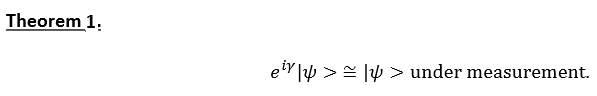 Theorem 1.
e^{iγ}|ψ > ≅ |ψ > under measurement.